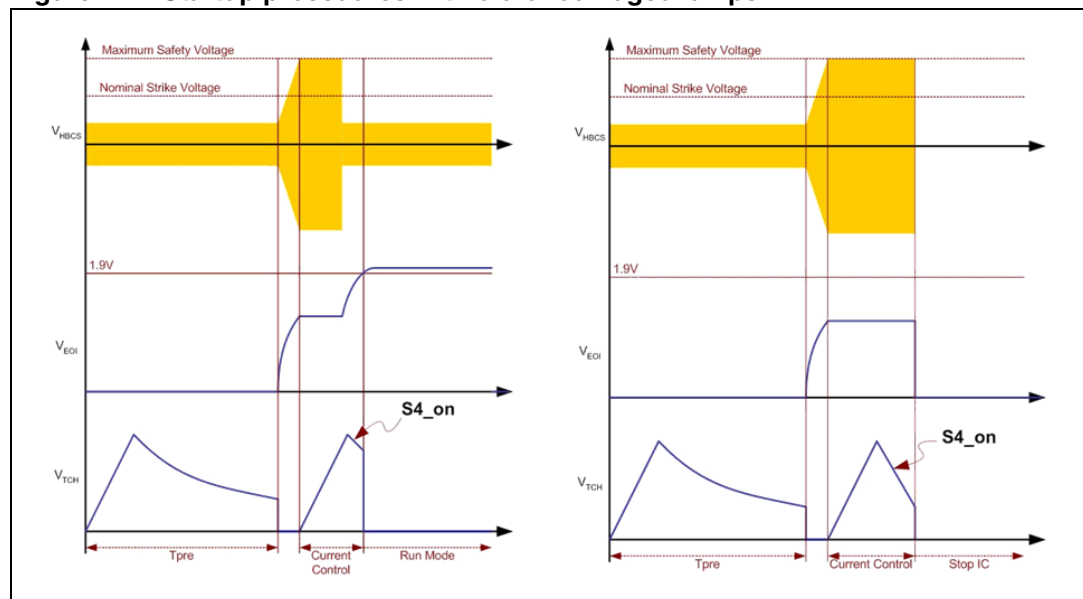 Maximum Safety Voltage
Nominal Strike Voltage
VHBCS
1.9V
VEOI
S4_on
VTCH
Tpre
Current
Control
Run Mode
Maximum Safety Voltage
Nominal Strike Voltage
VHBCS
1.9V
VEOI
S4_on
VTCH
Tpre
Current Control
Stop IC